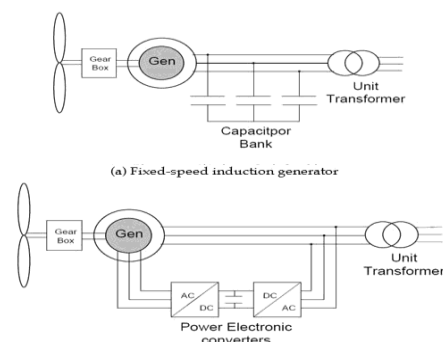 Gear
Box
Gen
Unit
Transformer
Capacitpor
Bank
(a) Fixed-speed induction generator
Gear
Box
Gen
Unit
Transformer
AC
DC
DC
AC
Power Electronic
converters